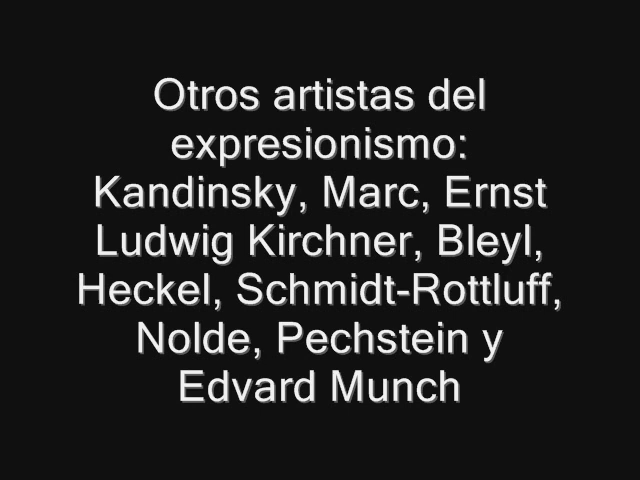 Otros artistas del
expresionismo:
Kandinsky, Marc, Ernst
Ludwig Kirchner, Bleyl,
Heckel, Schmidt-Rottluff,
Nolde, Pechstein y
Edvard Munch